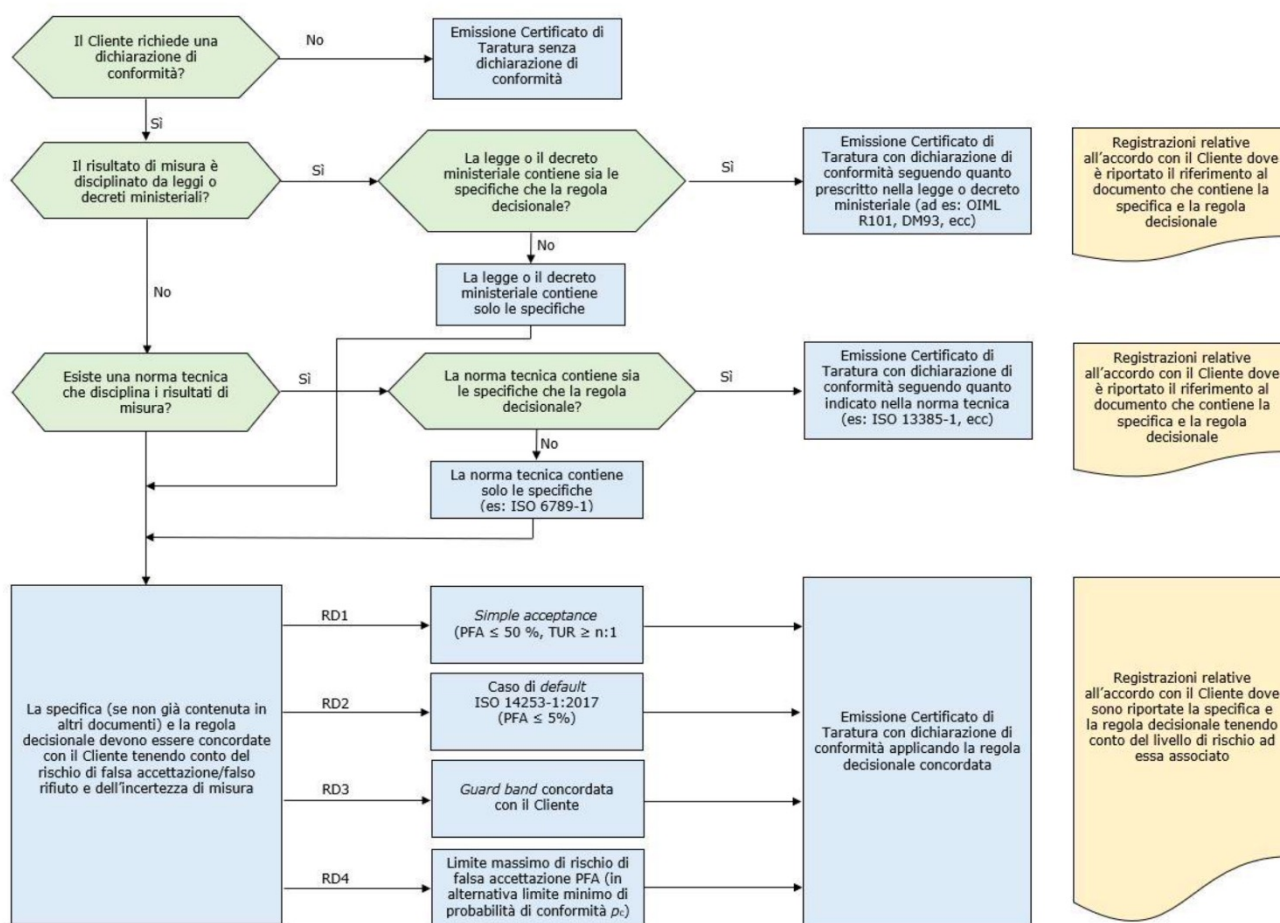 Il Cliente richiede una
dichiarazione di
conformità?
No
Emissione Certificato di
Taratura senza
dichiarazione di
conformità
Sì
Il risultato di misura è
disciplinato da leggi o
decreti ministeriali?
Sì
La legge o il decreto
ministeriale contiene sia le
specifiche che la regola
decisionale?
Sì
Emissione Certificato di
Taratura con dichiarazione di
conformità seguendo quanto
prescritto nella legge o decreto
ministeriale (ad es: OIML
R101, DM93, ecc)
Registrazioni relative
all'accordo con il Cliente dove
è riportato il riferimento al
documento che contiene la
specifica e la regola
decisionale
No
No
La legge o il decreto
ministeriale contiene
solo le specifiche
Esiste una norma tecnica
che disciplina i risultati di
misura?
Sì
La norma tecnica contiene sia
le specifiche che la regola
decisionale?
Sì
Emissione Certificato di
Taratura con dichiarazione di
conformità seguendo quanto
indicato nella norma tecnica
(es: ISO 13385-1, ecc)
Registrazioni relative
all'accordo con il Cliente dove
è riportato il riferimento al
documento che contiene la
specifica e la regola
decisionale
No
La norma tecnica contiene
solo le specifiche
(es: ISO 6789-1)
La specifica (se non già contenuta in
altri documenti) e la regola
decisionale devono essere concordate
con il Cliente tenendo conto del
rischio di falsa accettazione/falso
rifiuto e dell'incertezza di misura
RD1
Simple acceptance
(PFA ≤ 50 %, TUR ≥ n:1
RD2
Caso di default
ISO 14253-1:2017
(PFA ≤ 5%)
RD3
Guard band concordata
con il Cliente
RD4
Limite massimo di rischio di
falsa accettazione PFA (in
alternativa limite minimo di
probabilità di conformità pc)
Emissione Certificato di
Taratura con dichiarazione di
conformità applicando la regola
decisionale concordata
Registrazioni relative
all'accordo con il Cliente dove
sono riportate la specifica e
la regola decisionale tenendo
conto del livello di rischio ad
essa associato